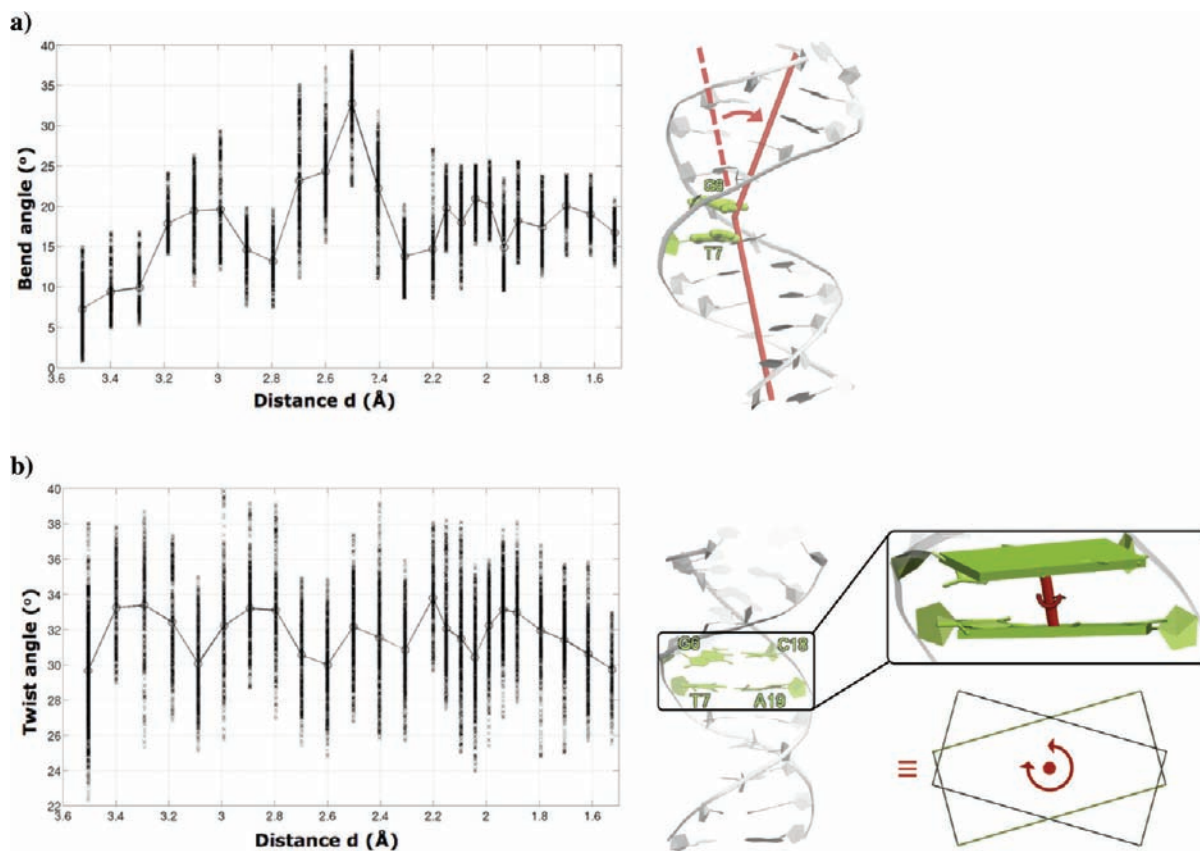 a)
40
35
30
25
20
15
10
5
0
Bend angle (°)
3.6 3.4 3.2 3 2.8 2.6 2.4 2.2 2 1.8 1.6
Distance d (Å)
G6
T7
b)
40
38
36
34
32
30
28
26
24
22
Twist angle (°)
3.6 3.4 3.2 3 2.8 2.6 2.4 2.2 2 1.8 1.6
Distance d (Å)
G6 C18
T7 A19
≡